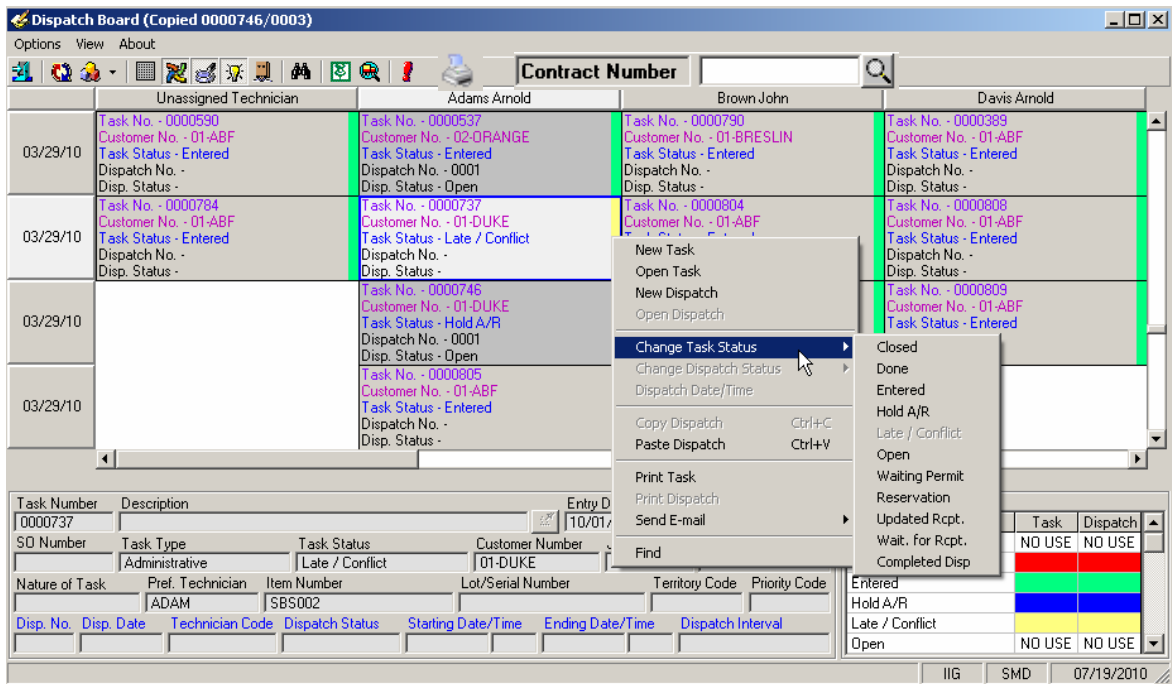 Dispatch Board (Copied 0000746/0003)
Options View About
Contract Number
Unassigned Technician Adams Arnold Brown John Davis Arnold
03/29/10
Task No. - 0000590
Customer No. - 01-ABF
Task Status - Entered
Dispatch No. -
Disp. Status -
Task No. - 0000537
Customer No. - 02-ORANGE
Task Status - Entered
Dispatch No. - 0001
Disp. Status - Open
Task No. - 0000790
Customer No. - 01-BRESLIN
Task Status - Entered
Dispatch No. -
Disp. Status -
Task No. - 0000389
Customer No. - 01-ABF
Task Status - Entered
Dispatch No. -
Disp. Status -
03/29/10
Task No. - 0000784
Customer No. - 01-ABF
Task Status - Entered
Dispatch No. -
Disp. Status -
Task No. - 0000737
Customer No. - 01-DUKE
Task Status - Late / Conflict
Dispatch No. -
Disp. Status -
Task No. - 0000804
Customer No. - 01-ABF
Task No. - 0000808
Customer No. - 01-ABF
Task Status - Entered
Dispatch No. -
Disp. Status -
03/29/10
Task No. - 0000746
Customer No. - 01-DUKE
Task Status - Hold A/R
Dispatch No. - 0001
Disp. Status - Open
Task No. - 0000809
Customer No. - 01-ABF
Task Status - Entered
03/29/10
Task No. - 0000805
Customer No. - 01-ABF
Task Status - Entered
Dispatch No. -
Disp. Status -
New Task
Open Task
New Dispatch
Open Dispatch
Change Task Status
Change Dispatch Status
Dispatch Date/Time
Copy Dispatch Ctrl+C
Paste Dispatch Ctrl+V
Print Task
Print Dispatch
Send E-mail
Find
Closed
Done
Entered
Hold A/R
Late / Conflict
Open
Waiting Permit
Reservation
Updated Rcpt.
Wait. for Rcpt.
Completed Disp
Task Number Description Entry D
0000737 10/01/
SO Number Task Type Task Status Customer Number
Administrative Late / Conflict 01-DUKE
Nature of Task Pref. Technician Item Number Lot/Serial Number Territory Code Priority Code
ADAM SBS002
Disp. No. Disp. Date Technician Code Dispatch Status Starting Date/Time Ending Date/Time Dispatch Interval
Task Dispatch
NO USE NO USE
Entered
Hold A/R
Late / Conflict
Open NO USE NO USE
IIG SMD 07/19/2010